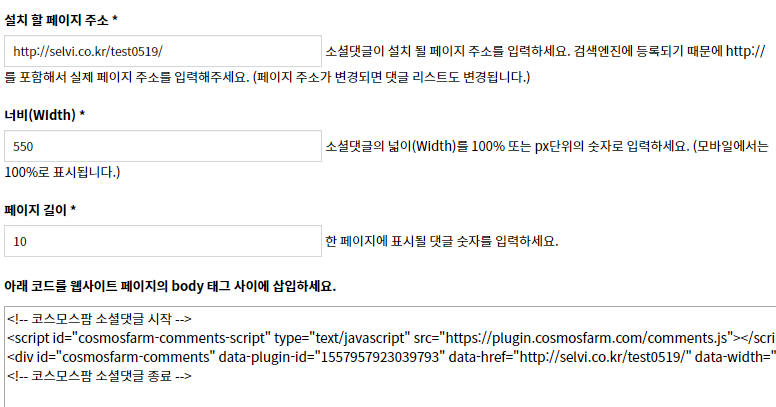 설치 할 페이지 주소 *
http://selvi.co.kr/test0519/ 소셜댓글이 설치 될 페이지 주소를 입력하세요. 검색엔진에 등록되기 때문에 http://
를 포함해서 실제 페이지 주소를 입력해주세요. (페이지 주소가 변경되면 댓글 리스트도 변경됩니다.)
너비(Width) *
550 소셜댓글의 넓이(Width)를 100% 또는 px단위의 숫자로 입력하세요. (모바일에서는
100%로 표시됩니다.)
페이지 길이 *
10 한 페이지에 표시될 댓글 숫자를 입력하세요.
아래 코드를 웹사이트 페이지의 body 태그 사이에 삽입하세요.
<!-- 코스모스팜 소셜댓글 시작 -->
<script id="cosmosfarm-comments-script" type="text/javascript" src="https://plugin.cosmosfarm.com/comments.js"></scri
<div id="cosmosfarm-comments" data-plugin-id="1557957923039793" data-href="http://selvi.co.kr/test0519/" data-width="
<!-- 코스모스팜 소셜댓글 종료 -->